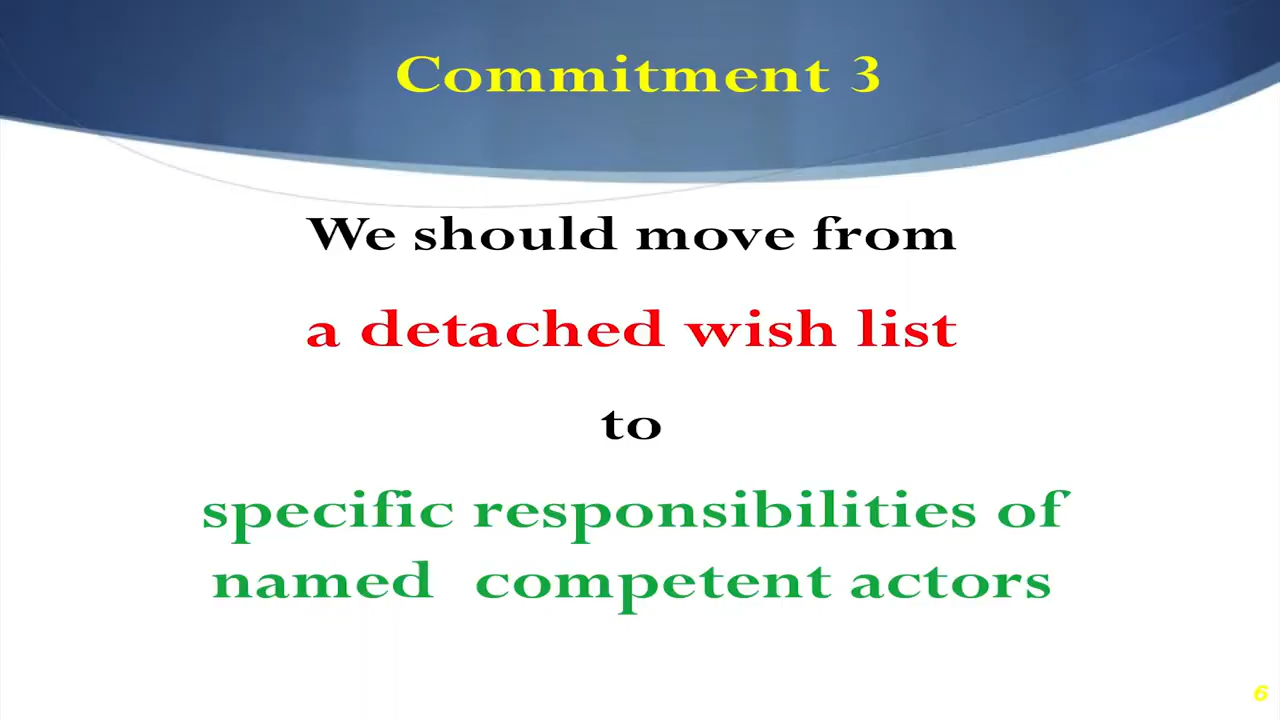 Commitment 3
We should move from
a detached wish list
to
specific responsibilities of
named competent actors
6